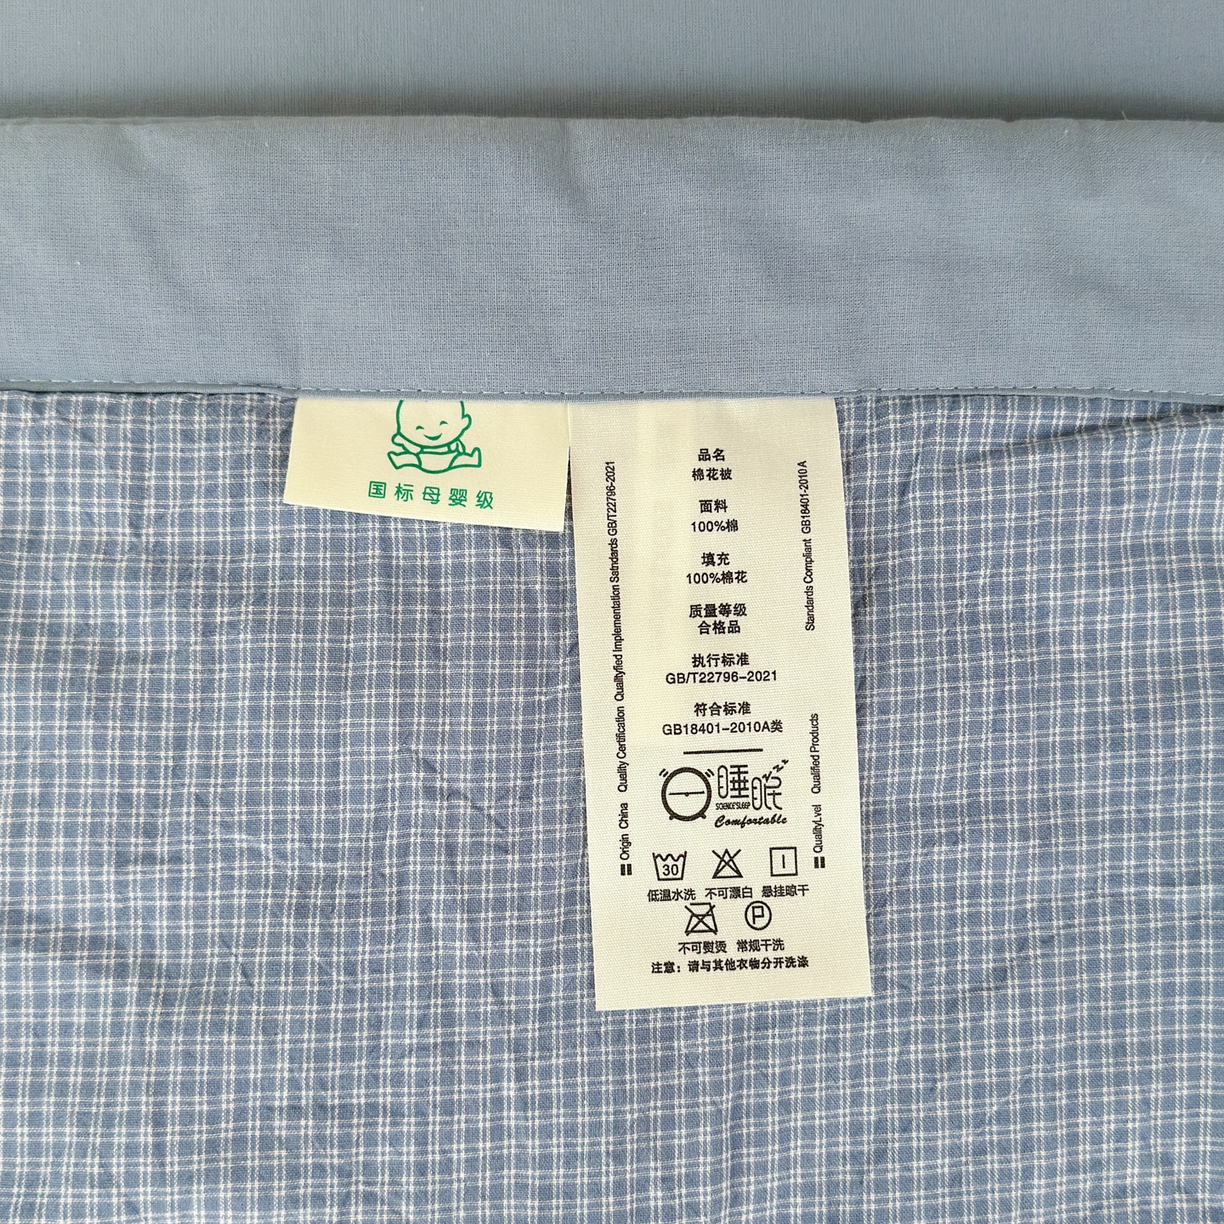 国标母婴级
品名
棉花被
面料
100%棉
填充
100%棉花
质量等级
合格品
执行标准
GB/T22796-2021
符合标准
GB18401-2010A类
睡眠
SCIENCE'SLEEP
Comfortable
30
低温水洗 不可漂白 悬挂晾干
P
不可熨烫 常规干洗
注意：请与其他衣物分开洗涤
Origin China Quality Certification Qualityfied Implementation Satndards GB/T22796-2021
QualityLvel Qualified Products Standards Compliant GB18401-2010 A